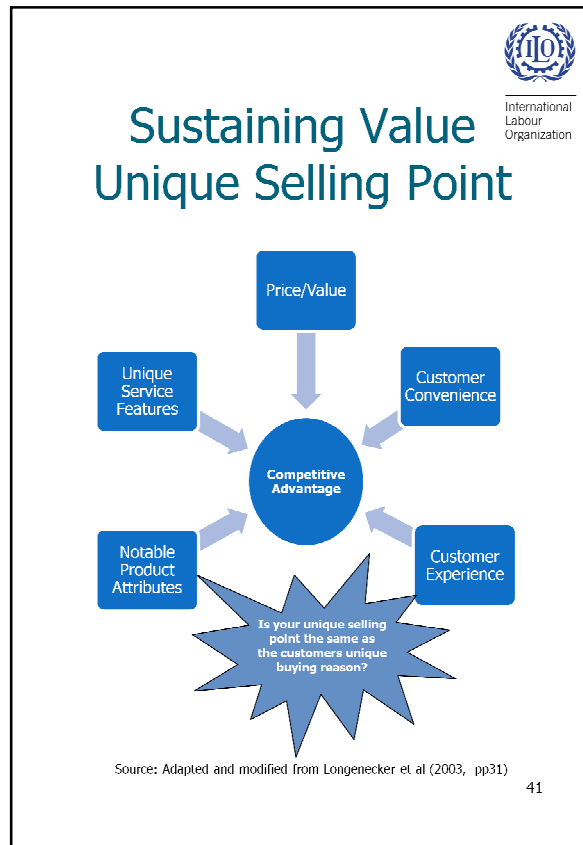 ILO
International
Labour
Organization
Sustaining Value
Unique Selling Point
Price/Value
Unique
Service
Features
Customer
Convenience
Competitive
Advantage
Notable
Product
Attributes
Customer
Experience
Is your unique selling
point the same as
the customers unique
buying reason?
Source: Adapted and modified from Longenecker et al (2003, pp31)
41